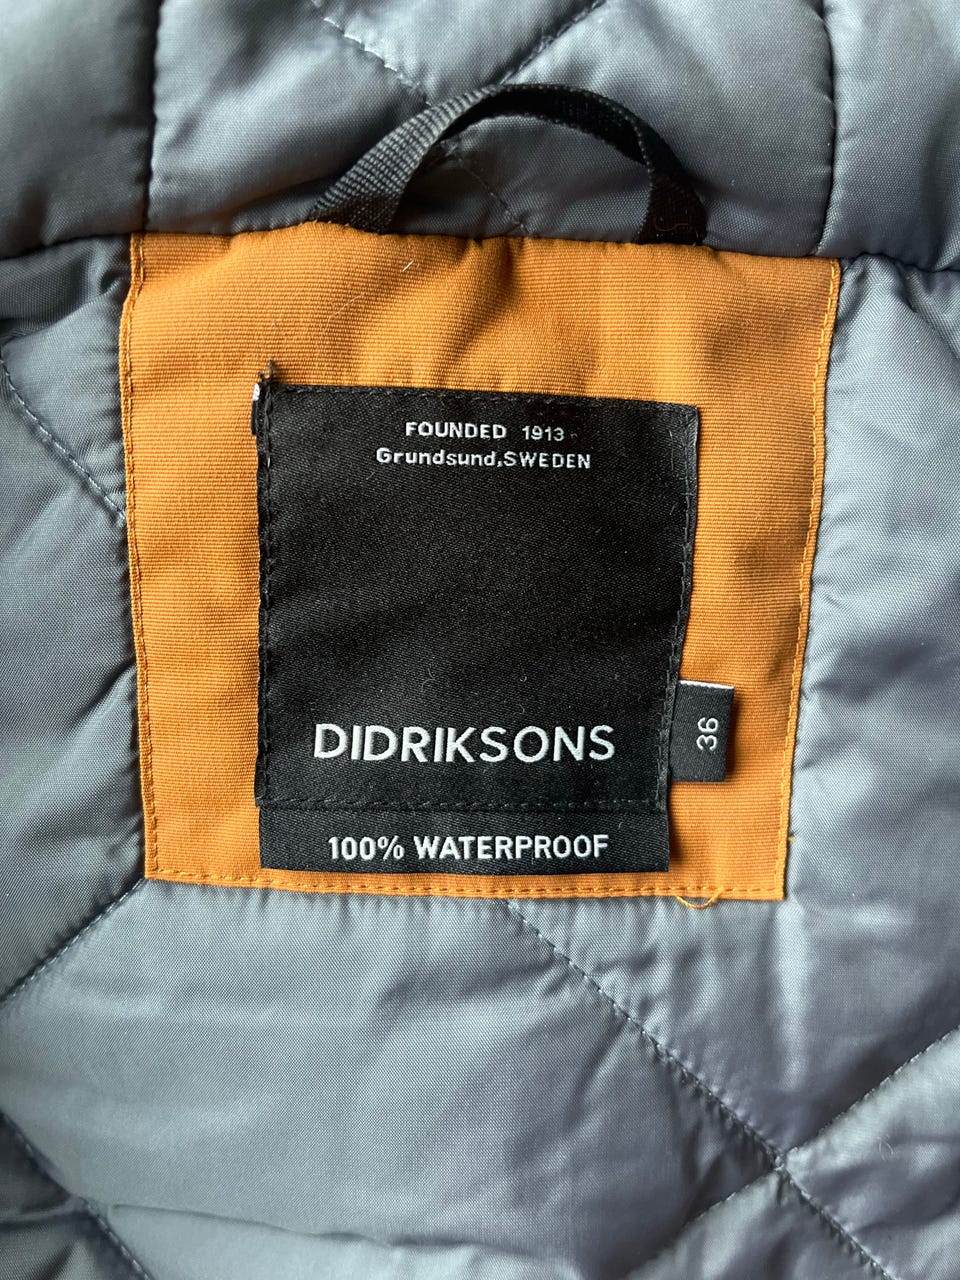 FOUNDED 1913
Grundsund,SWEDEN
DIDRIKSONS
36
100% WATERPROOF